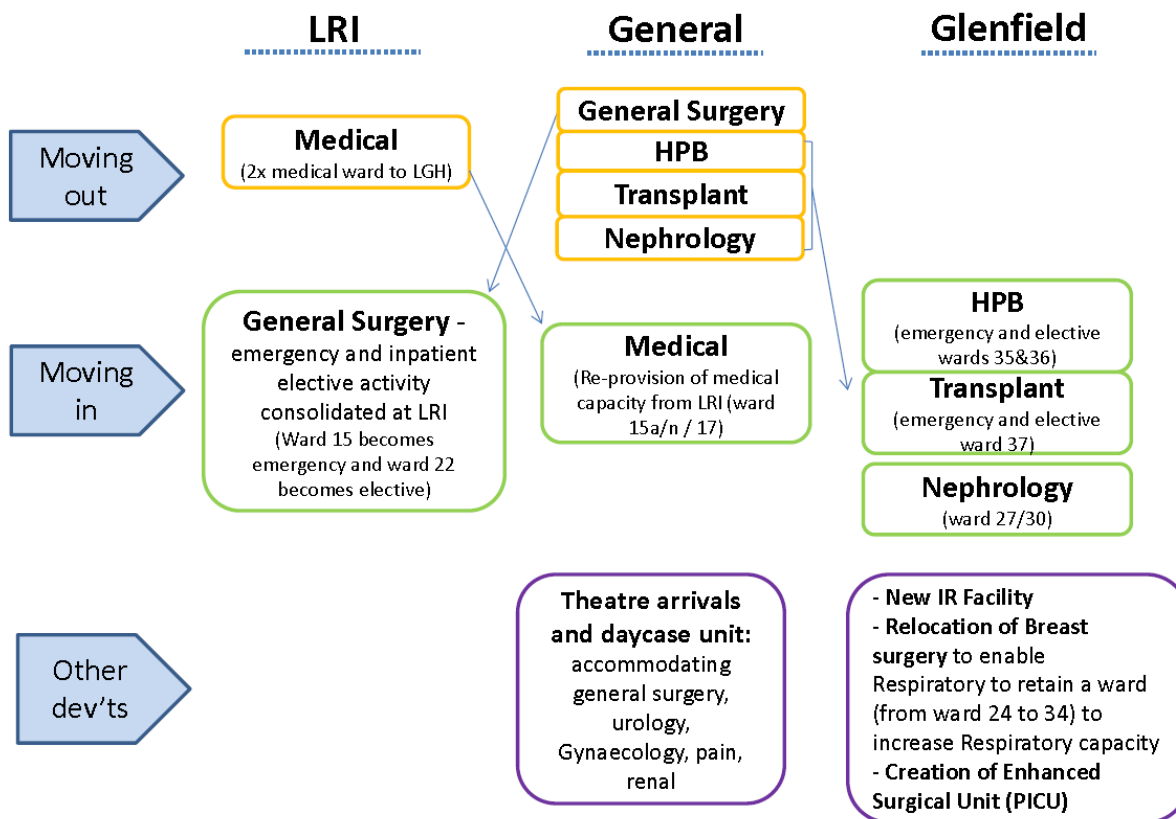 LRI
General
Glenfield
Moving
out
Medical
(2x medical ward to LGH)
General Surgery
HPB
Transplant
Nephrology
Moving
in
General Surgery -
emergency and inpatient
elective activity
consolidated at LRI
(Ward 15 becomes
emergency and ward 22
becomes elective)
Medical
(Re-provision of medical
capacity from LRI (ward
15a/n / 17)
HPB
(emergency and elective
wards 35&36)
Transplant
(emergency and elective
ward 37)
Nephrology
(ward 27/30)
Other
dev'ts
Theatre arrivals
and daycase unit:
accommodating
general surgery,
urology,
Gynaecology, pain,
renal
- New IR Facility
- Relocation of Breast
surgery to enable
Respiratory to retain a ward
(from ward 24 to 34) to
increase Respiratory capacity
- Creation of Enhanced
Surgical Unit (PICU)